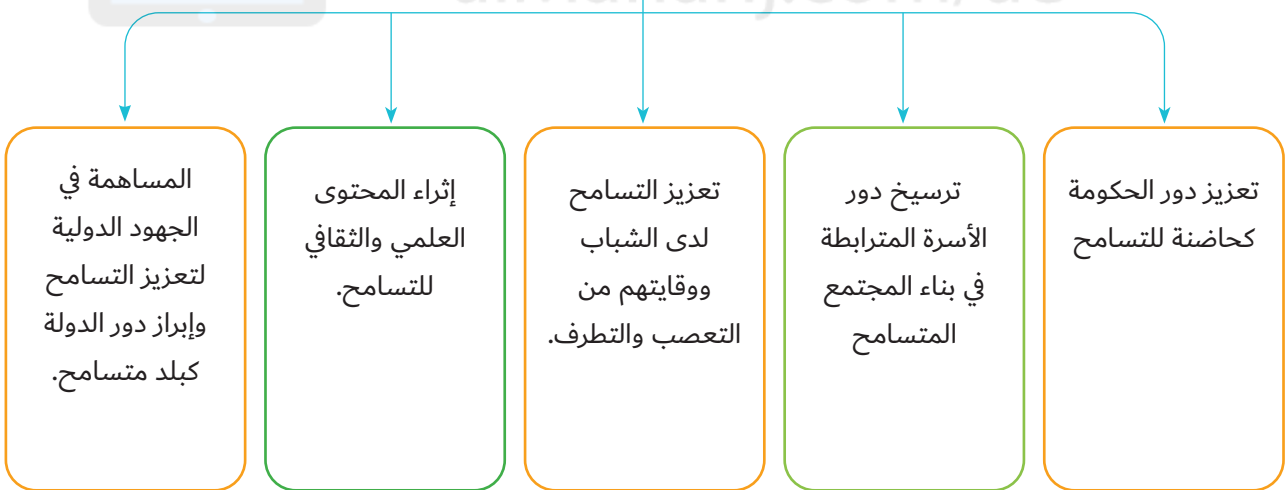 تعزيز دور الحكومة
كحاضنة للتسامح
ترسيخ دور
الأسرة المترابطة
في بناء المجتمع
المتسامح
تعزيز التسامح
لدى الشباب
ووقايتهم من
التعصب والتطرف.
إثراء المحتوى
العلمي والثقافي
للتسامح.
المساهمة في
الجهود الدولية
لتعزيز التسامح
وإبراز دور الدولة
كبلد متسامح.